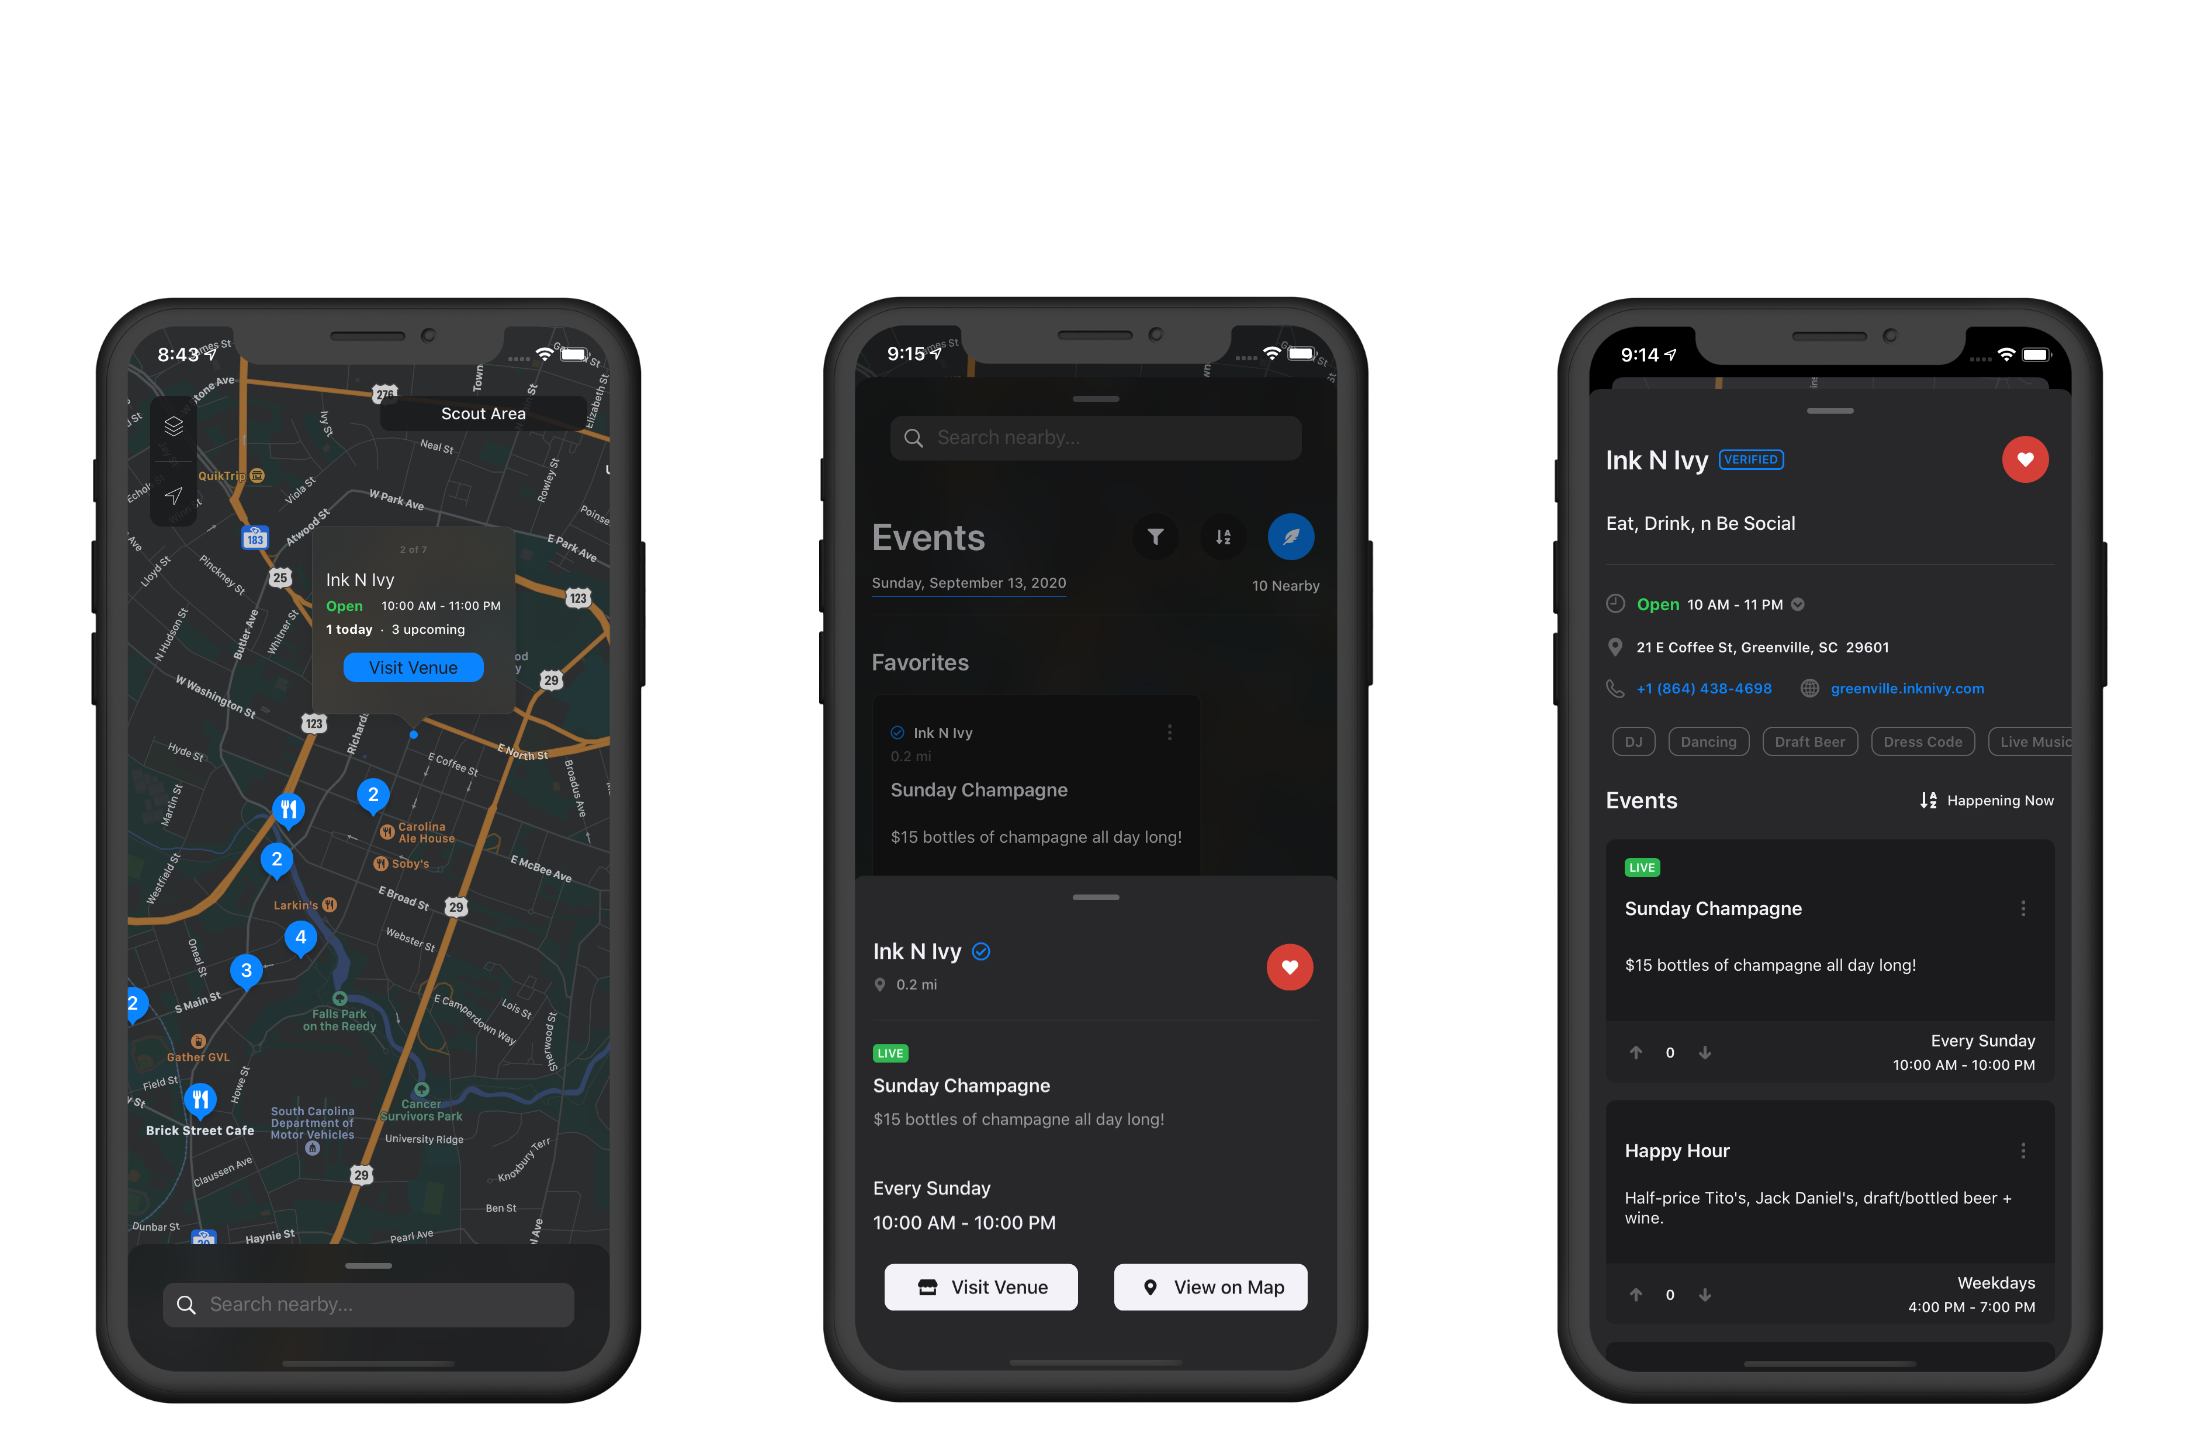 8:43
Scout Area
276
Town
Elizabeth St
Neal St
Ivy St
QuikTrip
Viola St
Rowley St
W Park Ave
Atwood St
183
E Park Ave
2 of 7
Ink N Ivy
Open 10:00 AM - 11:00 PM
1 today · 3 upcoming
Visit Venue
Lloyd St
Pinckney St
25
123
N Hudson St
Butler Ave
Whitner St
29
W Washington St
123
Hyde St
E Coffee St
E North St
Broadus Ave
Martin St
2
Carolina
Ale House
2
Soby's
E McBee Ave
Westfield St
Larkin's
E Broad St
29
4
Webster St
Oneal St
3
2
S Main St
Falls Park
on the Reedy
E Camperdown Way
Lois St
Sherwood St
Gather GVL
Field St
Howe St
Brick Street Cafe
South Carolina
Department of
Motor Vehicles
Cancer
Survivors Park
University Ridge
Claussen Ave
29
Knoxbury Terr
Ben St
Dunbar St
Haynie St
Pearl Ave
Search nearby...
9:15
Search nearby...
Events
Sunday, September 13, 2020
10 Nearby
Favorites
Ink N Ivy
0.2 mi
Sunday Champagne
$15 bottles of champagne all day long!
Ink N Ivy
0.2 mi
LIVE
Sunday Champagne
$15 bottles of champagne all day long!
Every Sunday
10:00 AM - 10:00 PM
Visit Venue
View on Map
9:14
Ink N Ivy VERIFIED
Eat, Drink, n Be Social
Open 10 AM - 11 PM
21 E Coffee St, Greenville, SC 29601
+1 (864) 438-4698 greenville.inknivy.com
DJ Dancing Draft Beer Dress Code Live Music
Events
Happening Now
LIVE
Sunday Champagne
$15 bottles of champagne all day long!
0
Every Sunday
10:00 AM - 10:00 PM
Happy Hour
Half-price Tito's, Jack Daniel's, draft/bottled beer +
wine.
0
Weekdays
4:00 PM - 7:00 PM